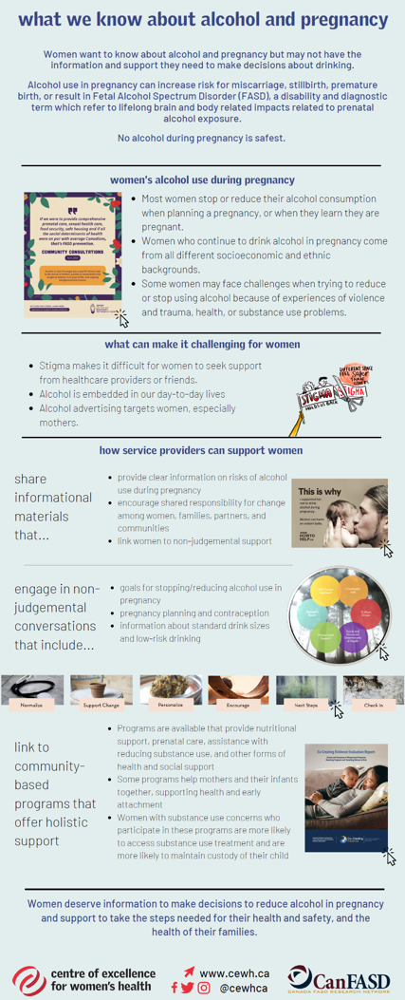 what we know about alcohol and pregnancy
Women want to know about alcohol and pregnancy but may not have the
information and support they need to make decisions about drinking.
Alcohol use in pregnancy can increase risk for miscarriage, stillbirth, premature
birth, or result in Fetal Alcohol Spectrum Disorder (FASD), a disability and diagnostic
term which refer to lifelong brain and body related impacts related to prenatal
alcohol exposure.
No alcohol during pregnancy is safest.
women's alcohol use during pregnancy
If we were to provide comprehensive
prenatal care, sexual health care,
food security, safe housing and if all
the social determinants of health
were on par with average Canadians,
that's FASD prevention.
COMMUNITY CONSULTATIONS
• Most women stop or reduce their alcohol consumption
when planning a pregnancy, or when they learn they are
pregnant.
• Women who continue to drink alcohol in pregnancy come
from all different socioeconomic and ethnic
backgrounds.
• Some women may face challenges when trying to reduce
or stop using alcohol because of experiences of violence
and trauma, health, or substance use problems.
what can make it challenging for women
• Stigma makes it difficult for women to seek support
from healthcare providers or friends.
• Alcohol is embedded in our day-to-day lives
• Alcohol advertising targets women, especially
mothers.
DIFFERENT SPACES
FEEL Safer
THAN
STIGMA
HOLDS US BACK
how service providers can support women
share
informational
materials
that...
• provide clear information on risks of alcohol
use during pregnancy
• encourage shared responsibility for change
among women, families, partners, and
communities
• link women to non-judgemental support
This is why
I supported her
not to drink
alcohol during
pregnancy.
HOW TO
HELP
engage in non-
judgemental
conversations
that include...
• goals for stopping/reducing alcohol use in
pregnancy
• pregnancy planning and contraception
• information about standard drink sizes
and low-risk drinking
Normalize
Support Change
Personalize
Encourage
Next Steps
Check In
link to
community-
based
programs that
offer holistic
support
• Programs are available that provide nutritional
support, prenatal care, assistance with
reducing substance use, and other forms of
health and social support
• Some programs help mothers and their infants
together, supporting health and early
attachment
• Women with substance use concerns who
participate in these programs are more likely
to access substance use treatment and are
more likely to maintain custody of their child
Co-Creating Evidence Evaluation Report
Women deserve information to make decisions to reduce alcohol in pregnancy
and support to take the steps needed for their health and safety, and the
health of their families.
centre of excellence
for women's health
www.cewh.ca
@cewhca
CanFASD
CANADA FASD RESEARCH NETWORK